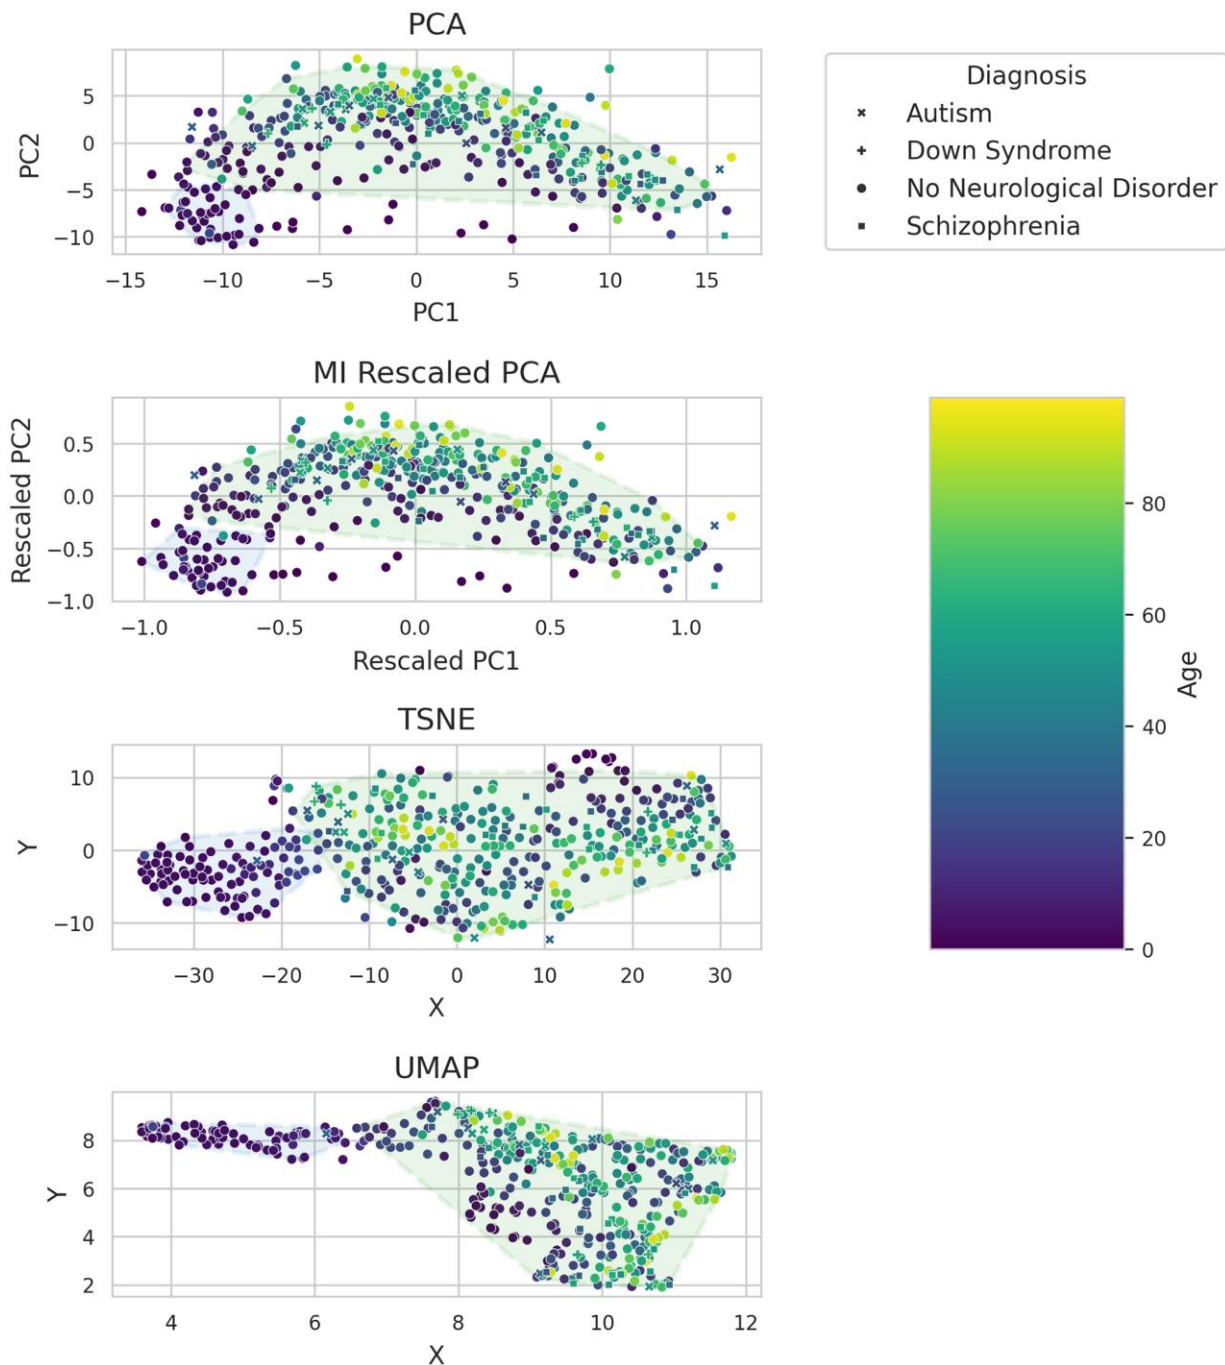 PCA
PC2
5
0
−5
−10
−15
−10
−5
0
5
10
15
PC1
Diagnosis
Autism
Down Syndrome
No Neurological Disorder
Schizophrenia
MI Rescaled PCA
Rescaled PC2
0.5
0.0
−0.5
−1.0
−1.0
−0.5
0.0
0.5
1.0
Rescaled PC1
80
60
40
20
0
Age
TSNE
Y
10
0
−10
−30
−20
−10
0
10
20
30
X
UMAP
Y
8
6
4
2
4
6
8
10
12
X